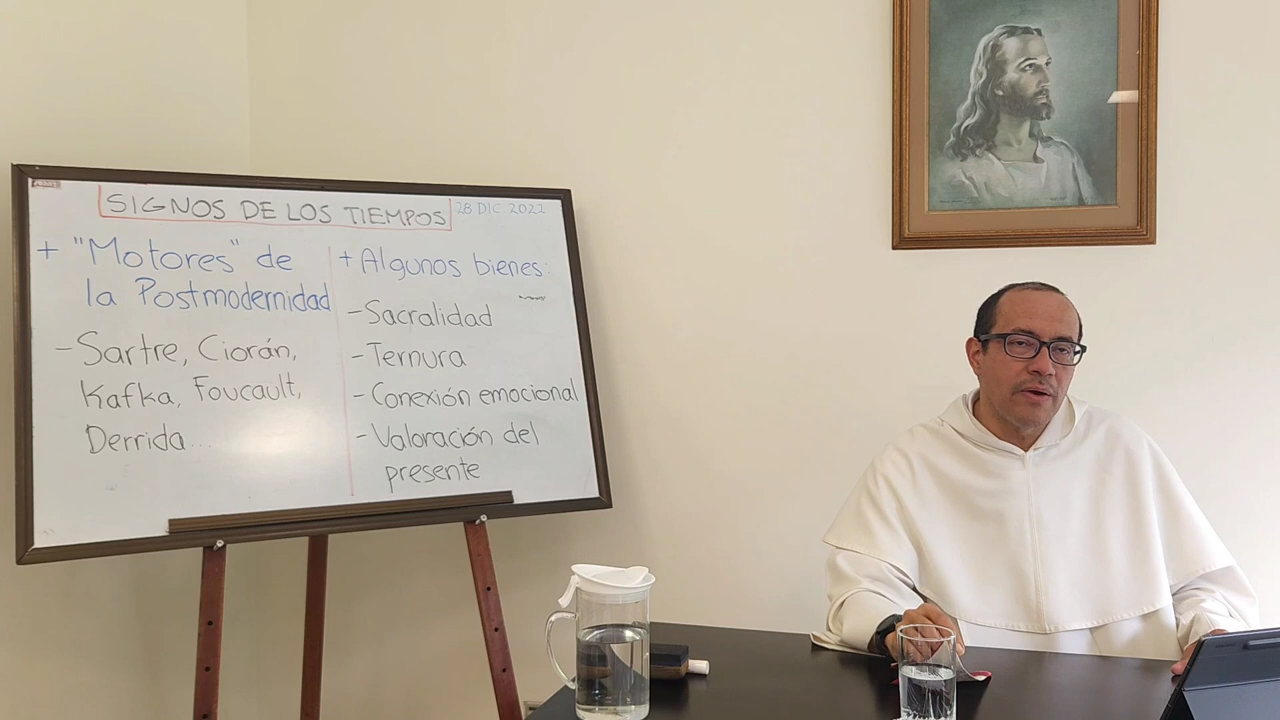 SIGNOS DE LOS TIEMPOS 28 DIC. 2022
+ "Motores" de
la Postmodernidad
- Sartre, Ciorán,
Kafka, Foucault,
Derrida...
+ Algunos bienes:
- Sacralidad
- Ternura
- Conexión emocional
- Valoración del
presente